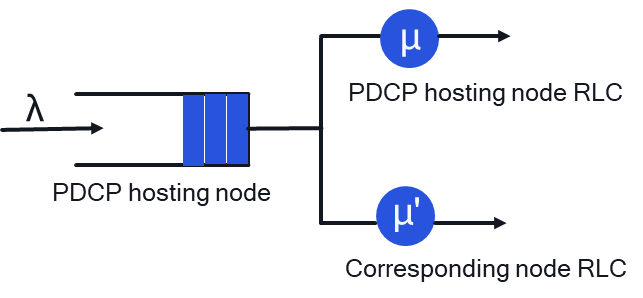 μ
PDCP hosting node RLC
λ
PDCP hosting node
μ'
Corresponding node RLC